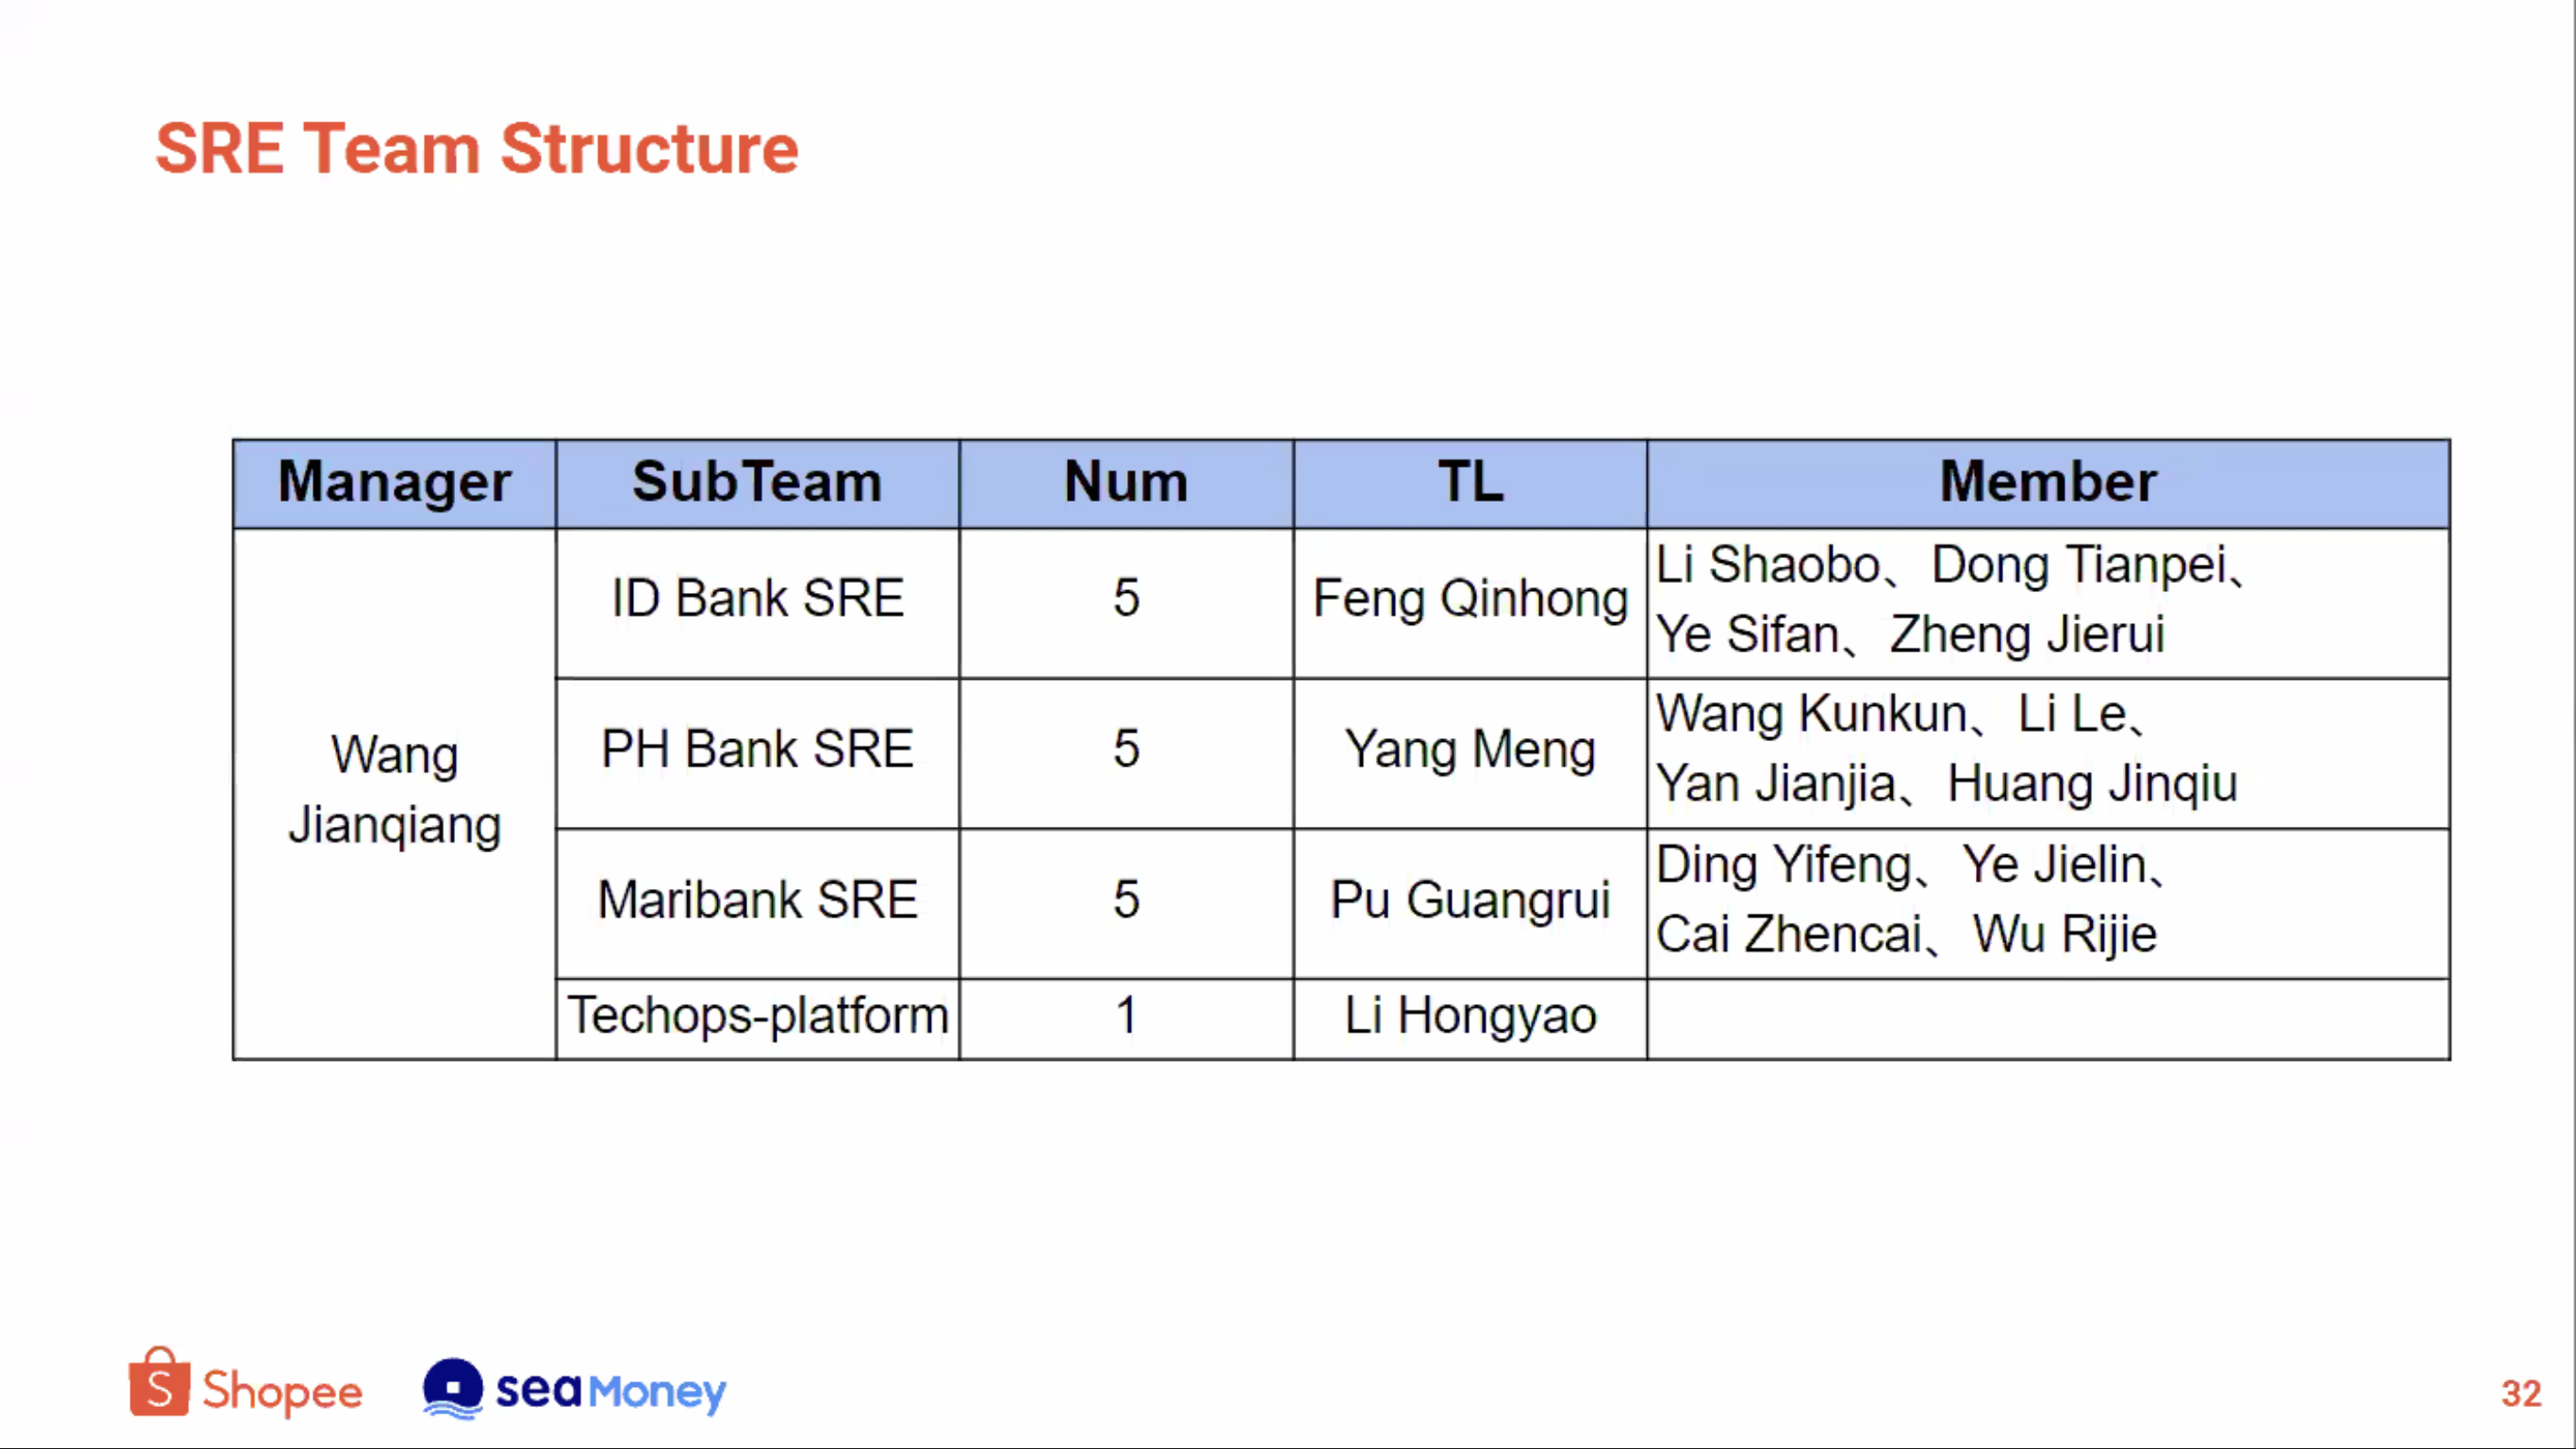 SRE Team Structure
Manager SubTeam Num TL Member
Wang Jianqiang
ID Bank SRE 5 Feng Qinhong Li Shaobo、Dong Tianpei、
Ye Sifan、Zheng Jierui
PH Bank SRE 5 Yang Meng Wang Kunkun、Li Le、
Yan Jianjia、Huang Jinqiu
Maribank SRE 5 Pu Guangrui Ding Yifeng、Ye Jielin、
Cai Zhencai、Wu Rijie
Techops-platform 1 Li Hongyao
S Shopee sea Money
32